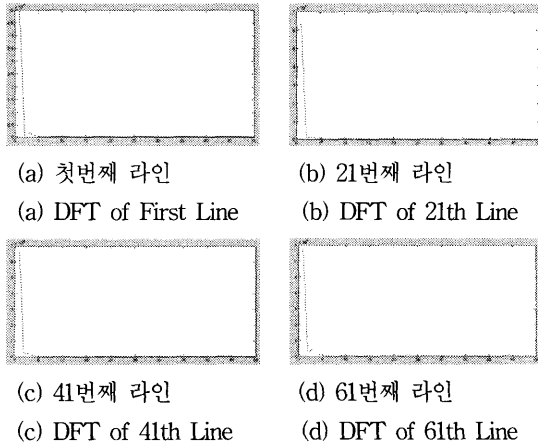 (a) 첫번째 라인
(a) DFT of First Line
(b) 21번째 라인
(b) DFT of 21th Line
(c) 41번째 라인
(c) DFT of 41th Line
(d) 61번째 라인
(d) DFT of 61th Line